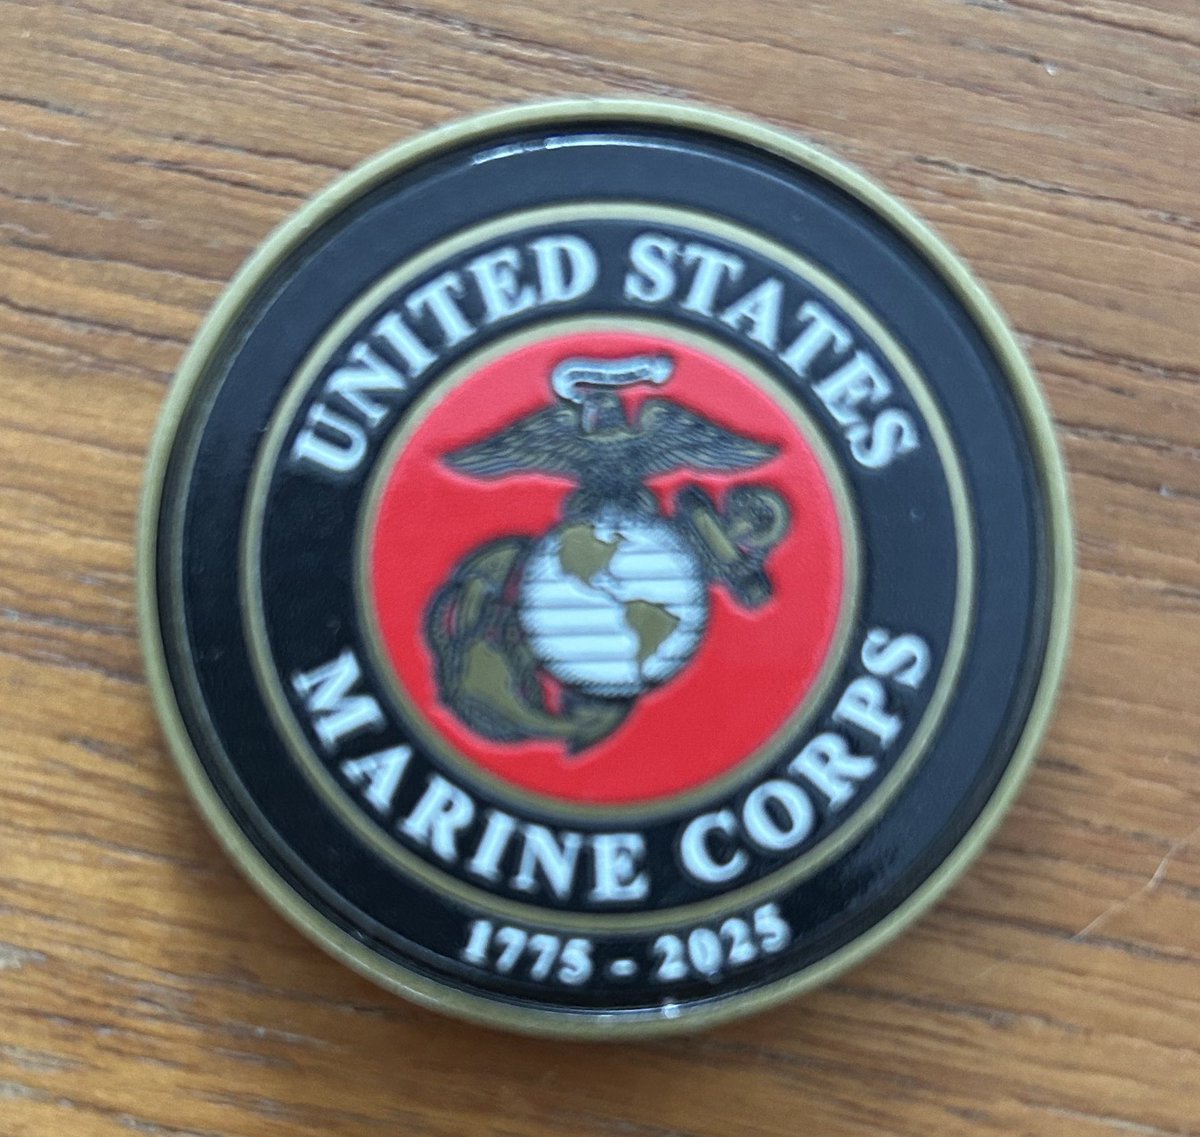 UNITED STATES
MARINE CORPS
1775 - 2025